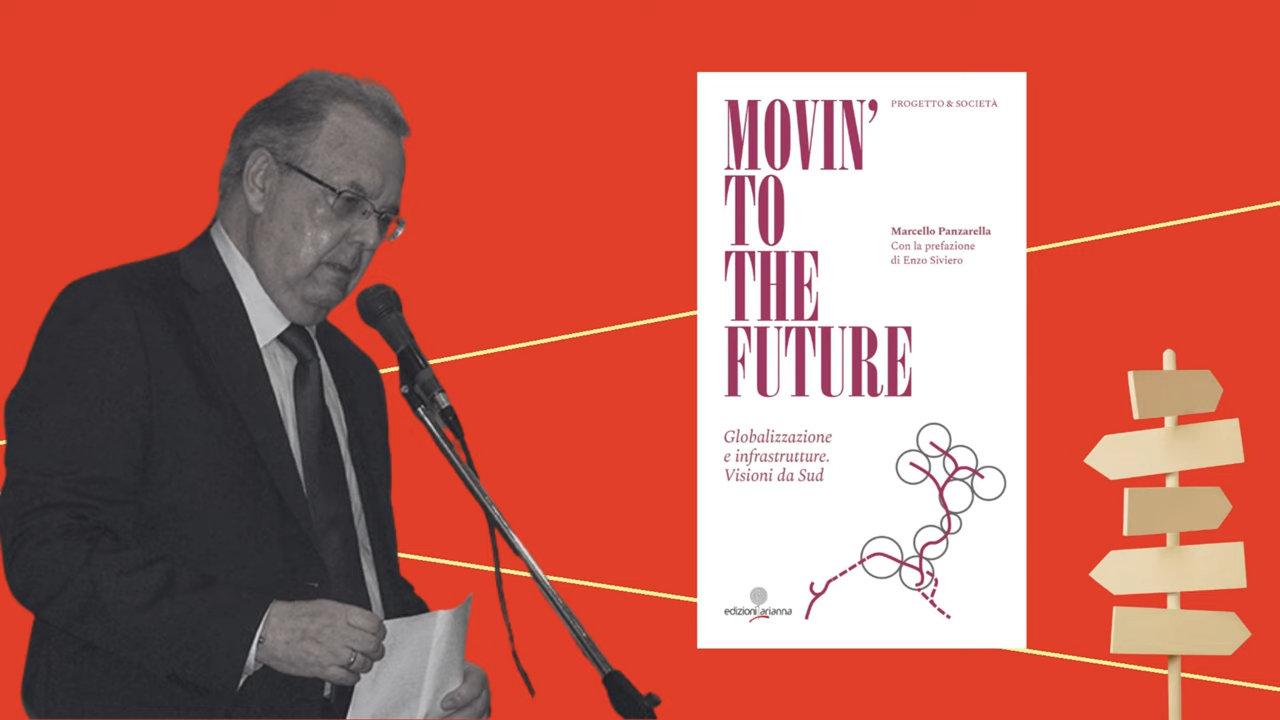 MOVIN'
TO
THE
FUTURE
PROGETTO & SOCIETÀ
Marcello Panzarella
Con la prefazione
di Enzo Siviero
Globalizzazione
e infrastrutture.
Visioni da Sud
edizioni arianna